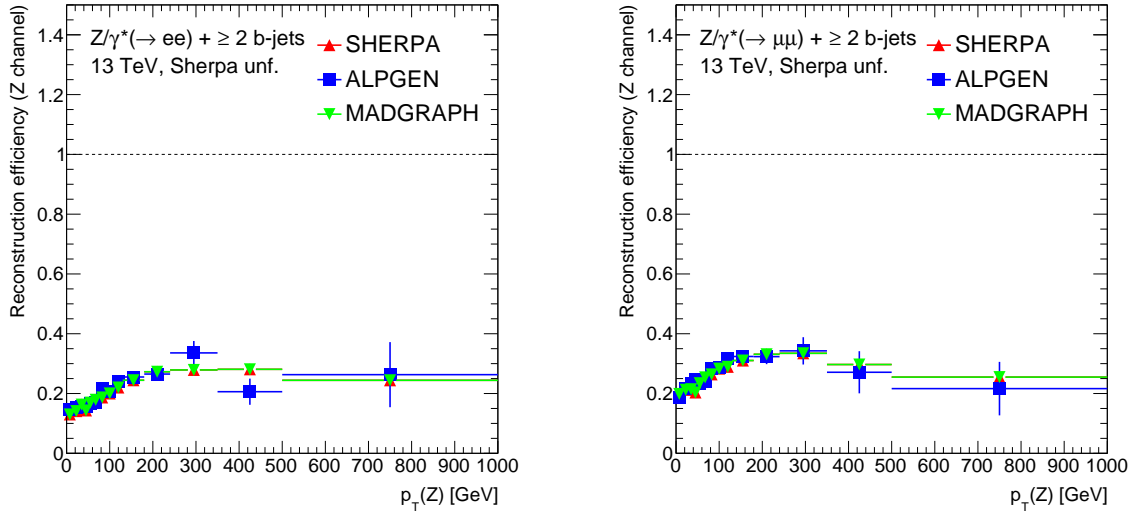 Z/γ*(→ ee) + ≥ 2 b-jets
13 TeV, Sherpa unf.
SHERPA
ALPGEN
MADGRAPH
Reconstruction efficiency (Z channel)
1.4
1.2
1
0.8
0.6
0.4
0.2
0
0 100 200 300 400 500 600 700 800 900 1000
p_T(Z) [GeV]
Z/γ*(→ μμ) + ≥ 2 b-jets
13 TeV, Sherpa unf.
SHERPA
ALPGEN
MADGRAPH
Reconstruction efficiency (Z channel)
1.4
1.2
1
0.8
0.6
0.4
0.2
0
0 100 200 300 400 500 600 700 800 900 1000
p_T(Z) [GeV]